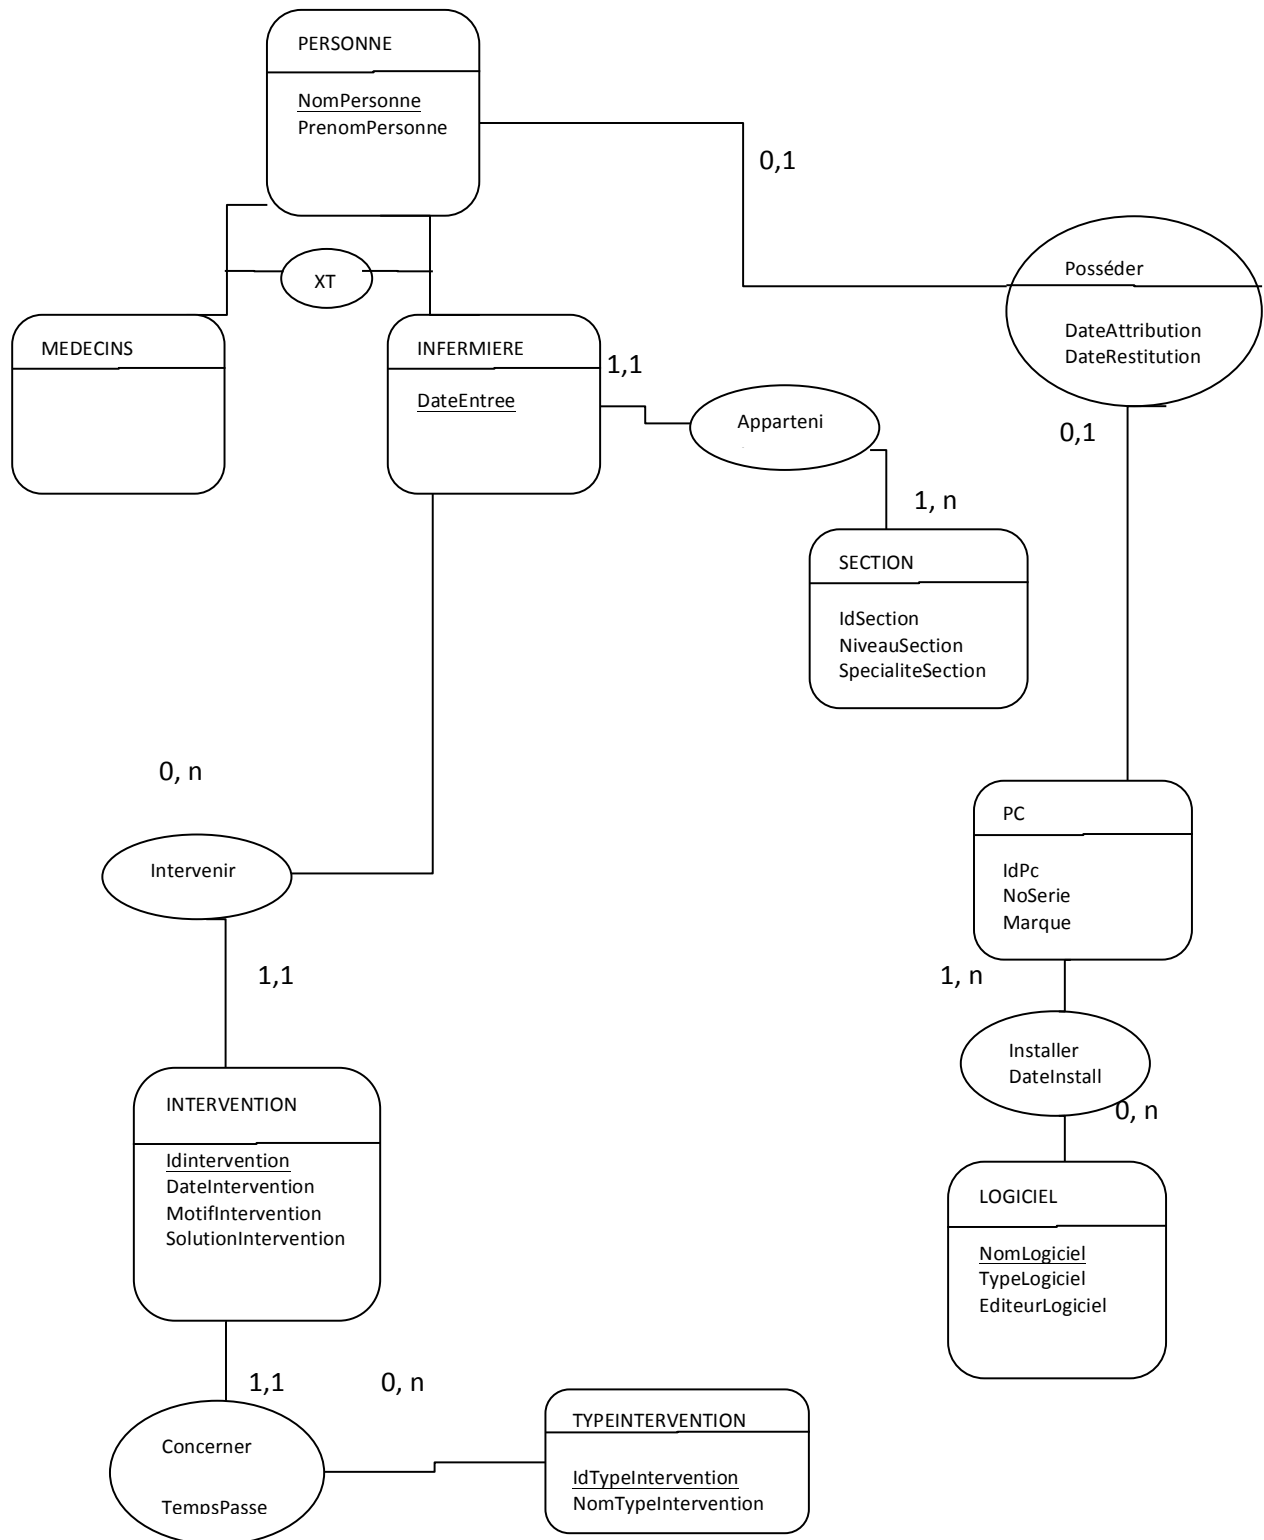 PERSONNE
NomPersonne
PrenomPersonne
0,1
XT
Posséder
DateAttribution
DateRestitution
MEDECINS
INFERMIERE
DateEntree
1,1
Apparteni
0,1
1, n
SECTION
IdSection
NiveauSection
SpecialiteSection
0, n
Intervenir
PC
IdPc
NoSerie
Marque
1,1
1, n
Installer
DateInstall
0, n
INTERVENTION
Idintervention
DateIntervention
MotifIntervention
SolutionIntervention
LOGICIEL
NomLogiciel
TypeLogiciel
EditeurLogiciel
1,1
0, n
Concerner
TempsPasse
TYPEINTERVENTION
IdTypeIntervention
NomTypeIntervention